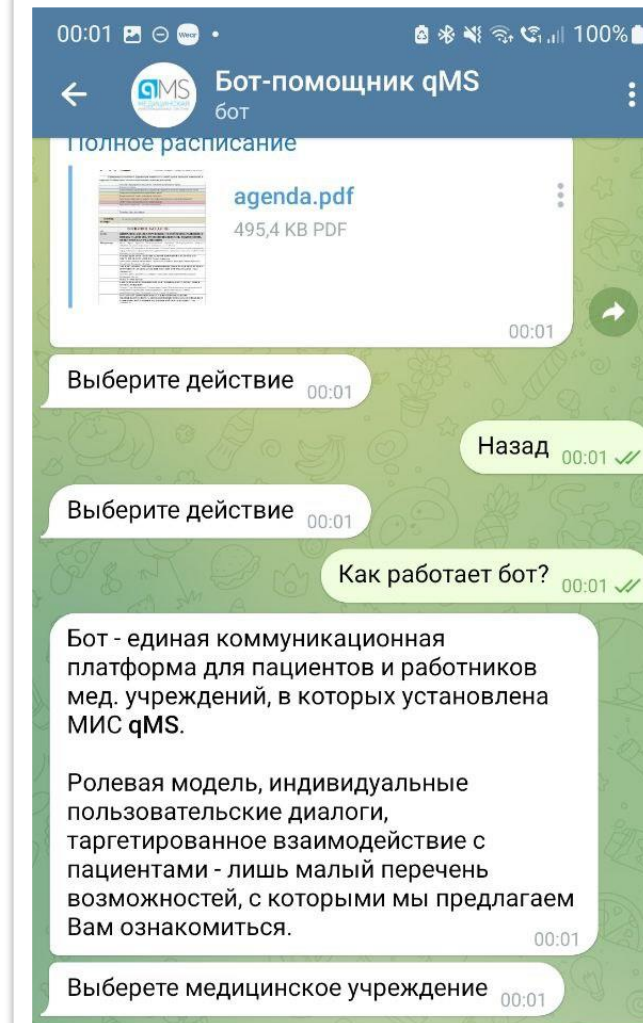 00:01 100%
Бот-помощник qMS
qMS
МЕДИЦИНСКАЯ
бот
Полное расписание
agenda.pdf
495,4 KB PDF
00:01
Выберите действие 00:01
Назад 00:01
Выберите действие 00:01
Как работает бот? 00:01
Бот - единая коммуникационная
платформа для пациентов и работников
мед. учреждений, в которых установлена
МИС qMS.
Ролевая модель, индивидуальные
пользовательские диалоги,
таргетированное взаимодействие с
пациентами - лишь малый перечень
возможностей, с которыми мы предлагаем
Вам ознакомиться.
00:01
Выберете медицинское учреждение 00:01